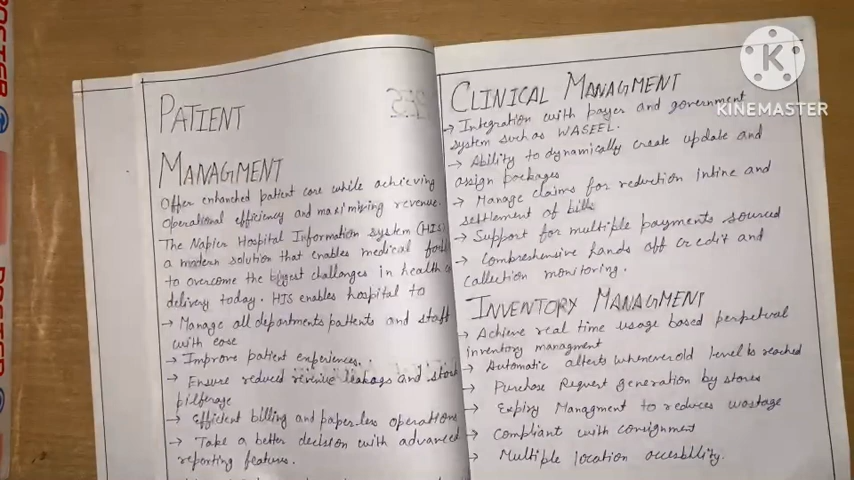 PATIENT
MANAGMENT
Offer enhanched patient care while achieving
Operational efficiency and maximizing revenue.
The Napier Hospital Information system (HIS)
a modern solution that enables medical
to overcome the biggest challenges in health
delivery today. HIS enables hospital to
→ Manage all departments patients and staff
with ease
→ Improve patient experiences.
→ Ensure reduced revenue leakags and store
pilferage
→ Efficient billing and paper-less operations
→ Take a better decision with advanced
reporting features.
CLINICAL MANAGMENT
→ Integration with payer and government
system such as WASEEL.
→ Ability to dynamically create update and
assign packages
→ Manage claims for reduction inline and
settlement of bills
→ Support for multiple payments sourced
→ Comprehensive hands off credit and
collection monitoring.
INVENTORY MANAGMENT
→ Achieve real time usage based perpetual
inventory managment
→ Automatic alterts whenever old level is reached
→ Purchase Request generation by stores
→ Expiry Managment to reduces wastage
→ Compliant with consignment
→ Multiple location accesbility.
K
KINEMASTER
POSTER